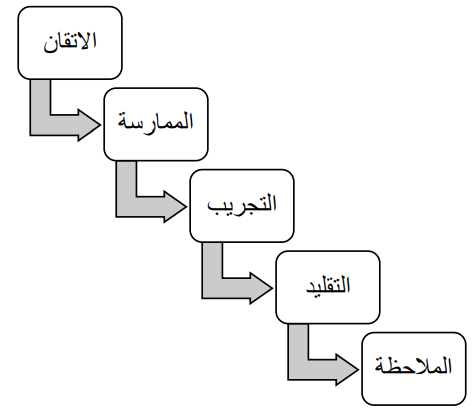 الاتقان
الممارسة
التجريب
التقليد
الملاحظة